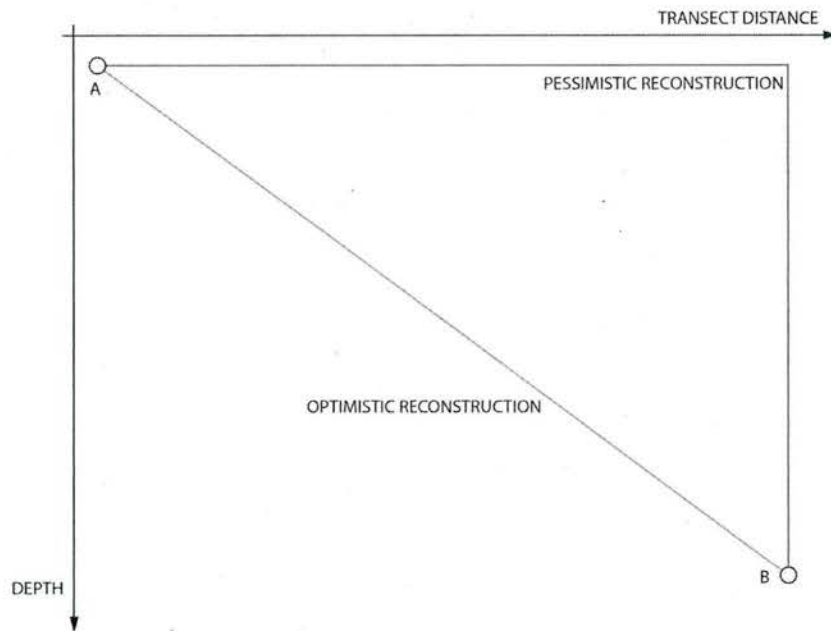 TRANSECT DISTANCE
A
PESSIMISTIC RECONSTRUCTION
OPTIMISTIC RECONSTRUCTION
B
DEPTH